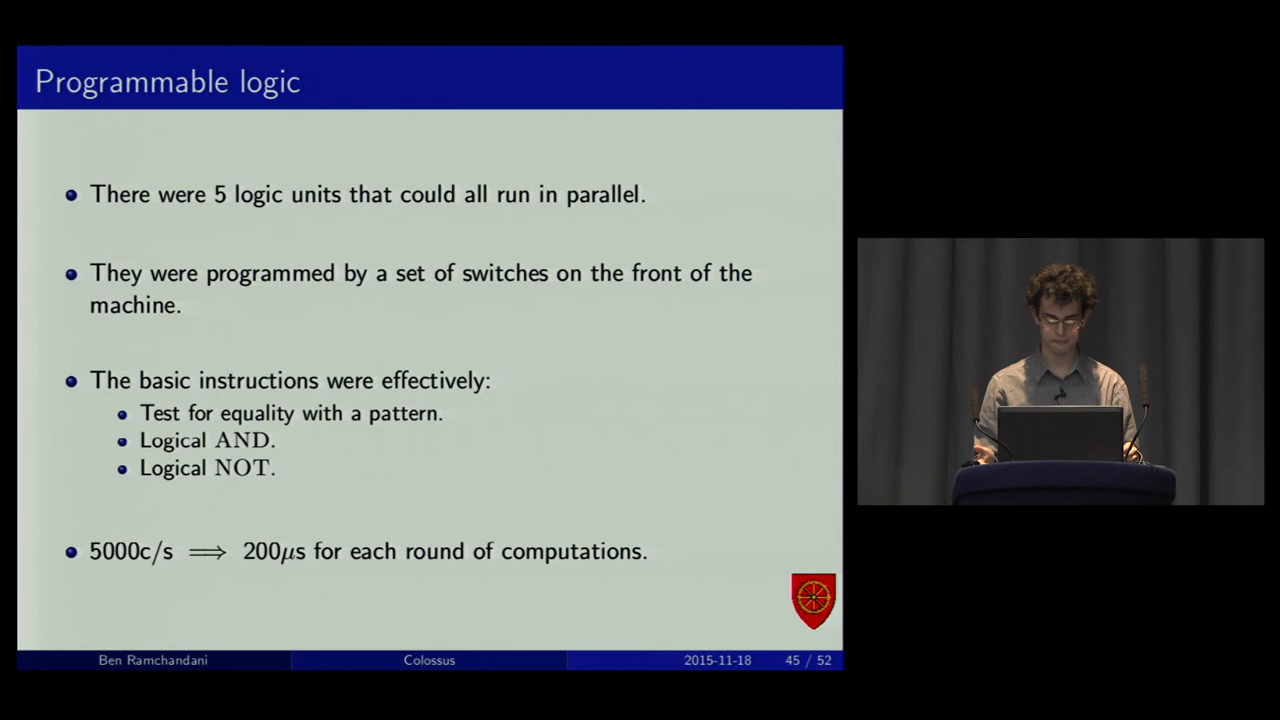 Programmable logic
There were 5 logic units that could all run in parallel.
They were programmed by a set of switches on the front of the
machine.
The basic instructions were effectively:
Test for equality with a pattern.
Logical AND.
Logical NOT.
5000c/s ⟹ 200μs for each round of computations.
Ben Ramchandani Colossus 2015-11-18 45 / 52